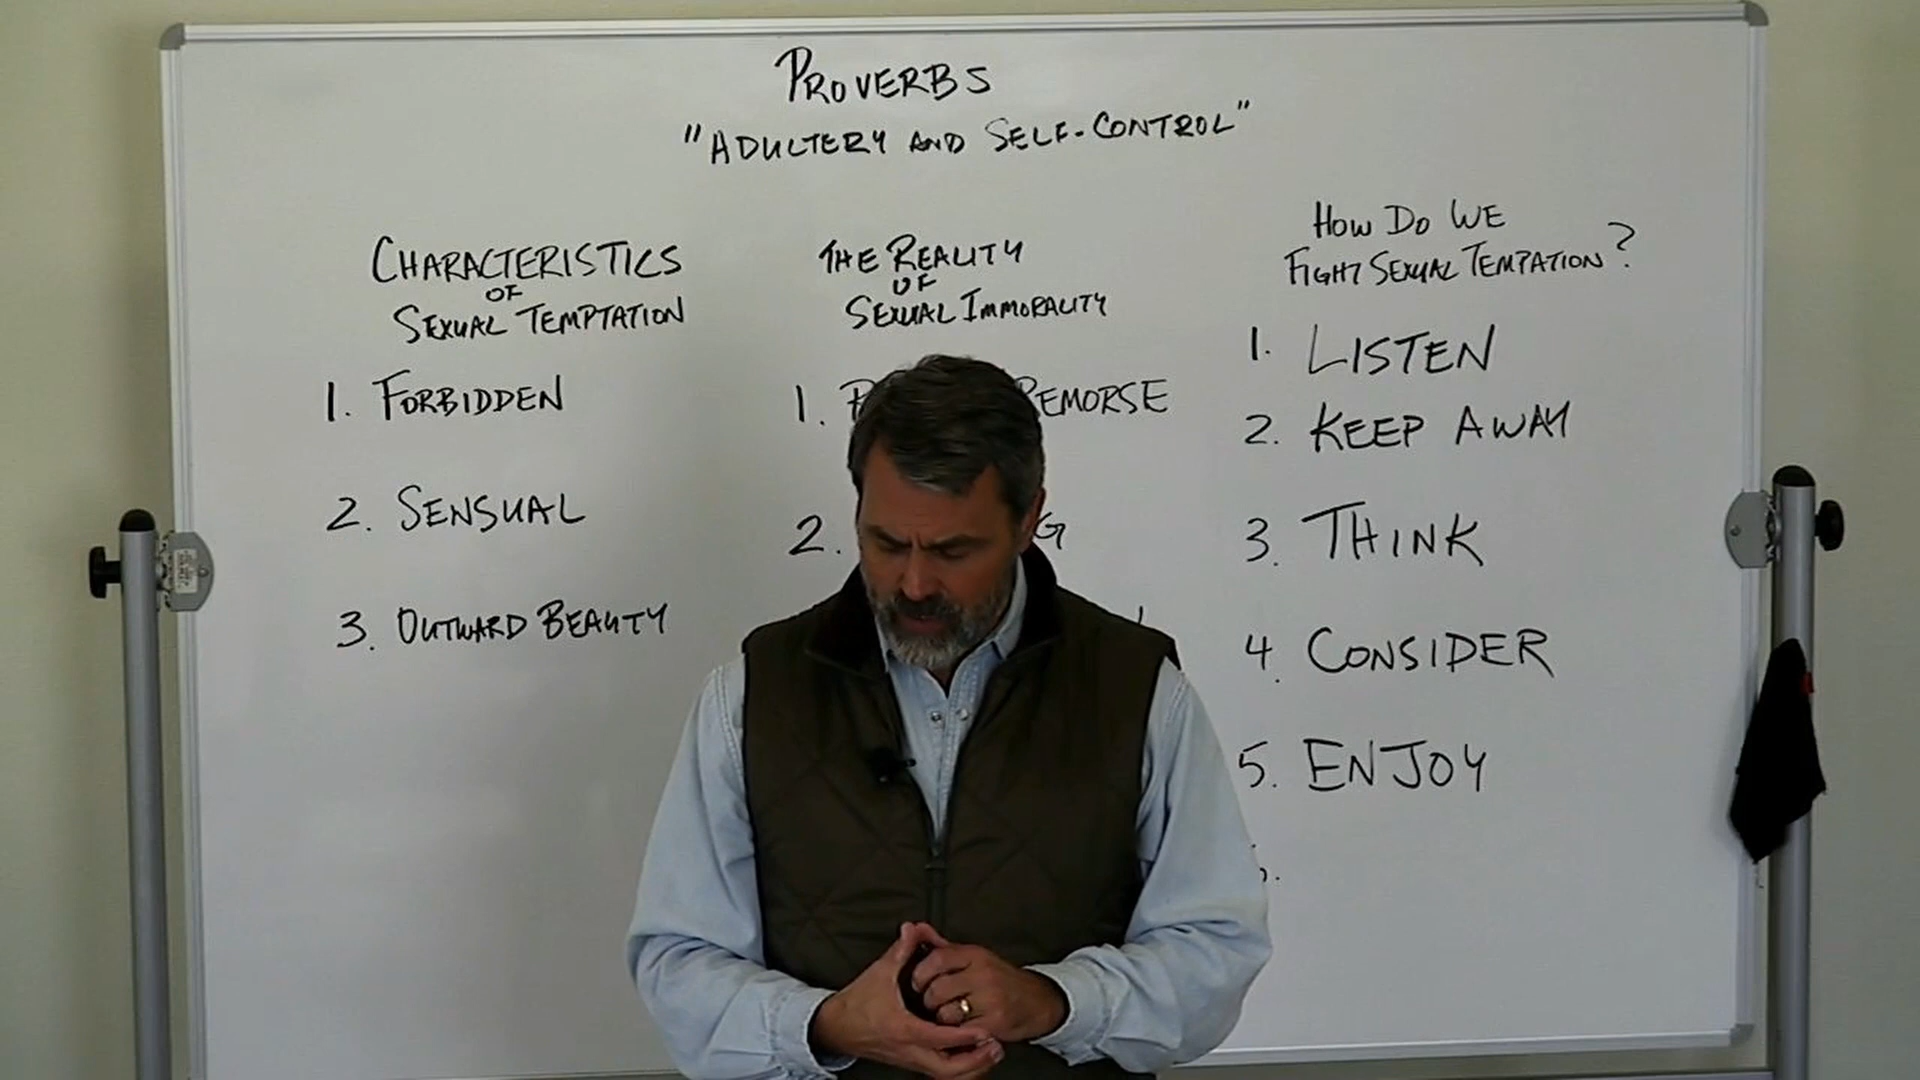 PROVERBS
"ADULTERY AND SELF-CONTROL"
CHARACTERISTICS
OF
SEXUAL TEMPTATION
1. FORBIDDEN
2. SENSUAL
3. OUTWARD BEAUTY
THE REALITY
OF
SEXUAL IMMORALITY
1. REMORSE
2.
HOW DO WE
FIGHT SEXUAL TEMPTATION?
1. LISTEN
2. KEEP AWAY
3. THINK
4. CONSIDER
5. ENJOY